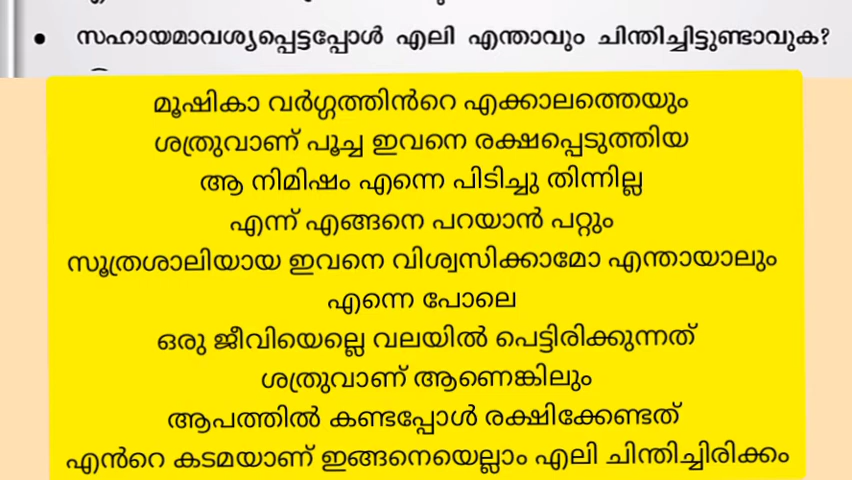 സഹായമാവശ്യപ്പെട്ടപ്പോൾ എലി എന്താവും ചിന്തിച്ചിട്ടുണ്ടാവുക?
മൂഷികാ വർഗ്ഗത്തിൻറെ എക്കാലത്തെയും
ശത്രുവാണ് പൂച്ച ഇവനെ രക്ഷപ്പെടുത്തിയ
ആ നിമിഷം എന്നെ പിടിച്ചു തിന്നില്ല
എന്ന് എങ്ങനെ പറയാൻ പറ്റും
സൂത്രശാലിയായ ഇവനെ വിശ്വസിക്കാമോ എന്തായാലും
എന്നെ പോലെ
ഒരു ജീവിയെല്ലെ വലയിൽ പെട്ടിരിക്കുന്നത്
ശത്രുവാണ് ആണെങ്കിലും
ആപത്തിൽ കണ്ടപ്പോൾ രക്ഷിക്കേണ്ടത്
എൻറെ കടമയാണ് ഇങ്ങനെയെല്ലാം എലി ചിന്തിച്ചിരിക്കം